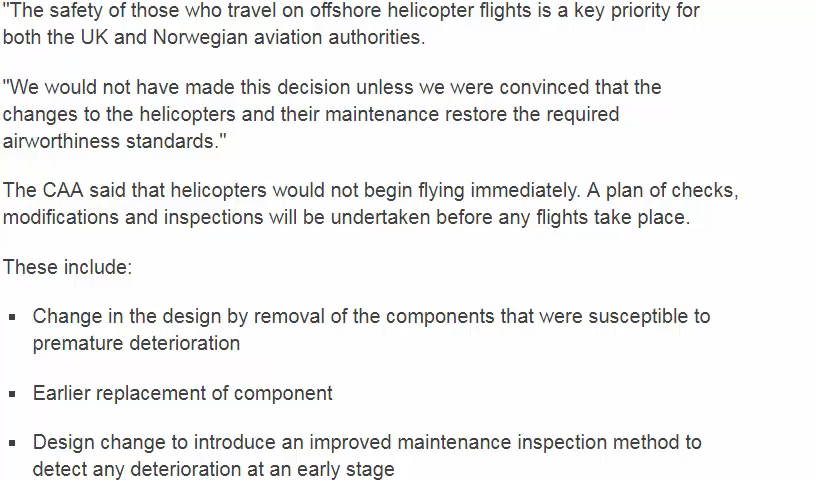 "The safety of those who travel on offshore helicopter flights is a key priority for
both the UK and Norwegian aviation authorities.
"We would not have made this decision unless we were convinced that the
changes to the helicopters and their maintenance restore the required
airworthiness standards."
The CAA said that helicopters would not begin flying immediately. A plan of checks,
modifications and inspections will be undertaken before any flights take place.
These include:
▪ Change in the design by removal of the components that were susceptible to
premature deterioration
▪ Earlier replacement of component
▪ Design change to introduce an improved maintenance inspection method to
detect any deterioration at an early stage